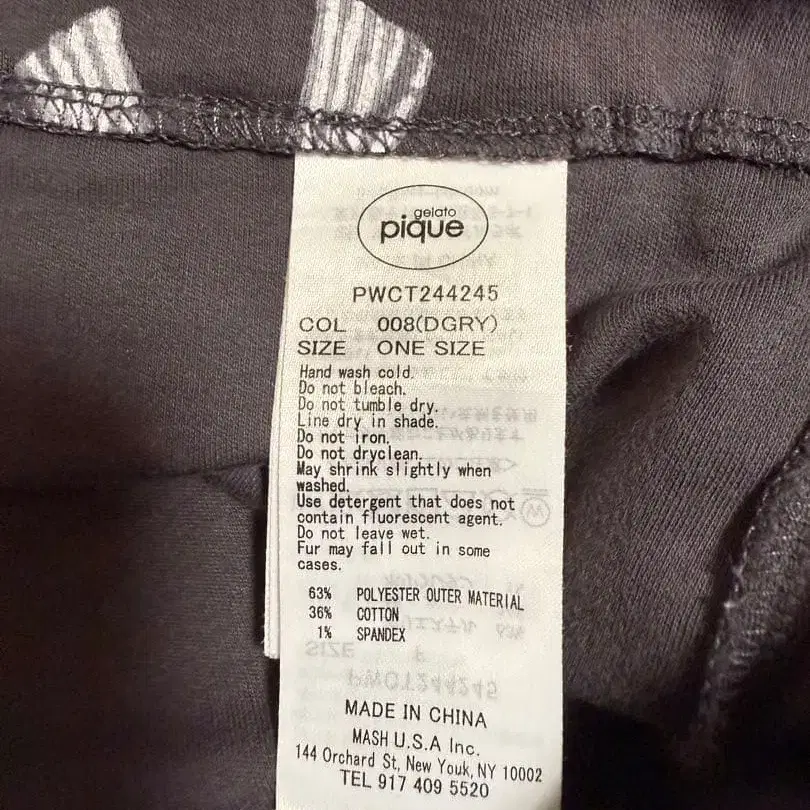 gelato
pique
PWCT244245
COL 008(DGRY)
SIZE ONE SIZE
Hand wash cold.
Do not bleach.
Do not tumble dry.
Line dry in shade.
Do not iron.
Do not dryclean.
May shrink slightly when
washed.
Use detergent that does not
contain fluorescent agent.
Do not leave wet.
Fur may fall out in some
cases.
63% POLYESTER OUTER MATERIAL
36% COTTON
1% SPANDEX
MADE IN CHINA
MASH U.S.A Inc.
144 Orchard St, New Youk, NY 10002
TEL 917 409 5520